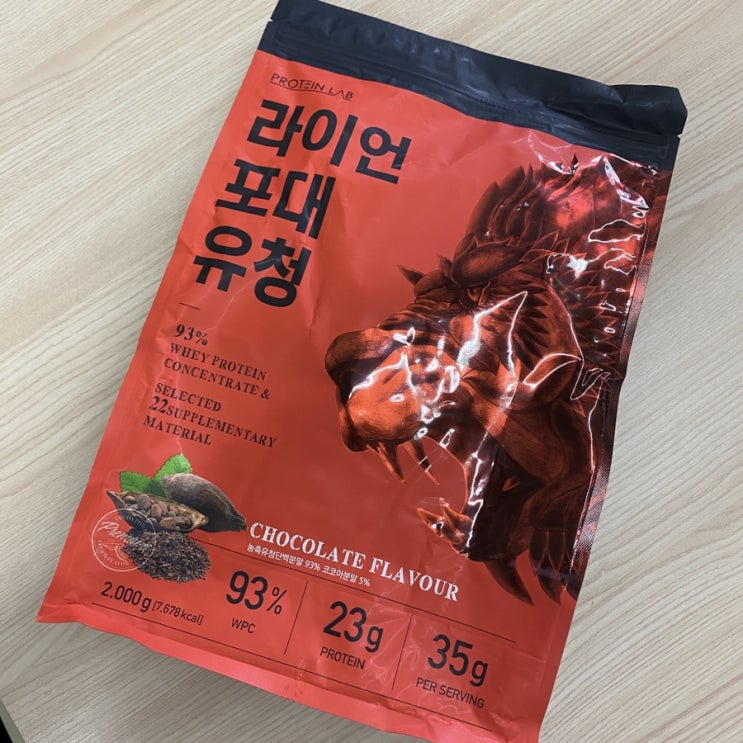 PROTEIN LAB
라이언
포대
유청
93%
WHEY PROTEIN
CONCENTRATE &
SELECTED
22SUPPLEMENTARY
MATERIAL
Premium
CHOCOLATE FLAVOUR
농축유청단백분말 93% 코코아분말 5%
2,000g [7,678kcal]
93%
WPC
23g
PROTEIN
35g
PER SERVING